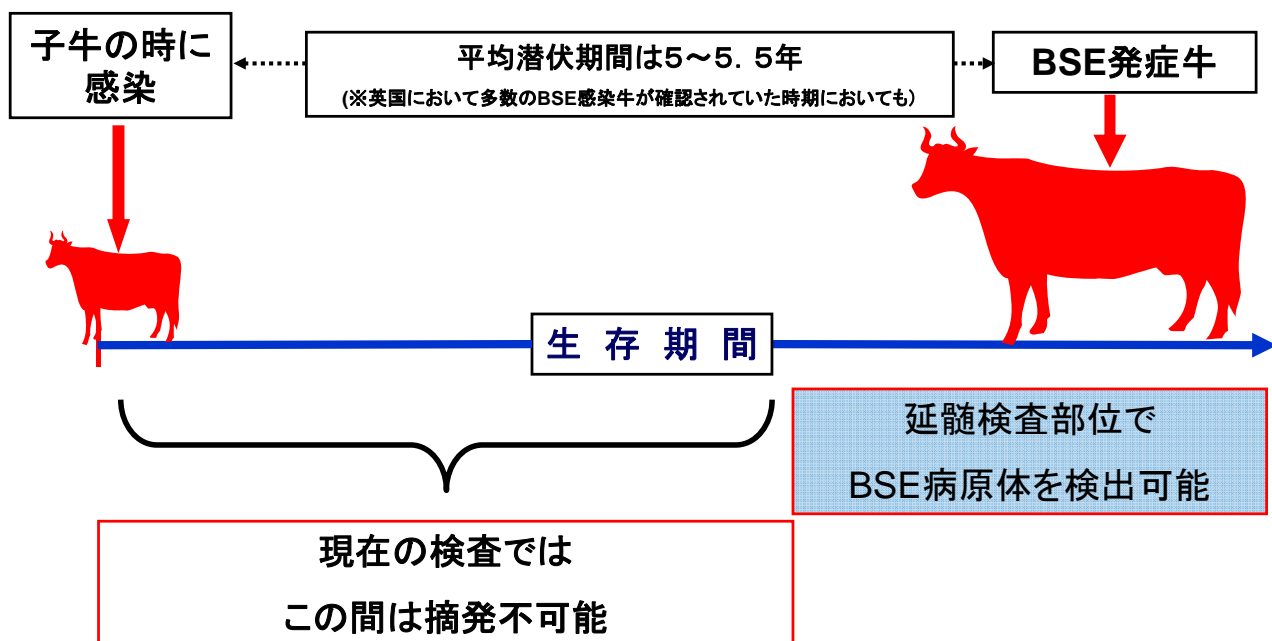 子牛の時に
感染
平均潜伏期間は5～5．5年
(※英国において多数のBSE感染牛が確認されていた時期においても)
BSE発症牛
生 存 期 間
延髄検査部位で
BSE病原体を検出可能
現在の検査では
この間は摘発不可能